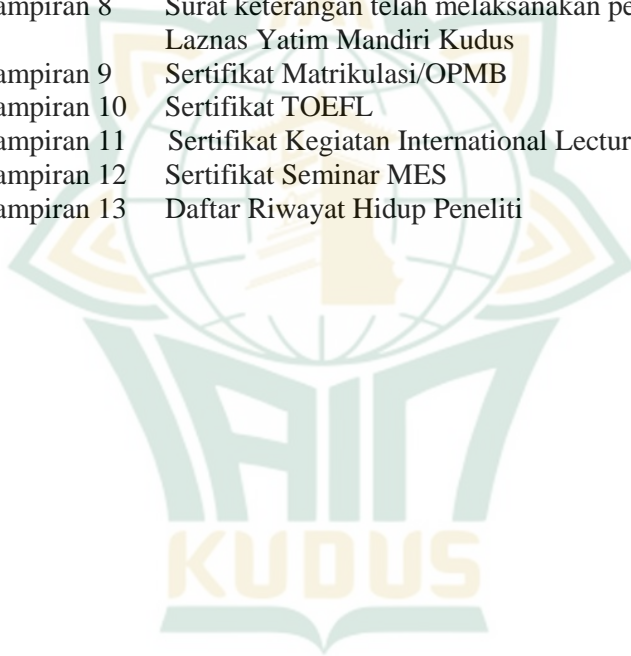 ampiran 8 Surat keterangan telah melaksanakan pe
Laznas Yatim Mandiri Kudus
ampiran 9 Sertifikat Matrikulasi/OPMB
ampiran 10 Sertifikat TOEFL
ampiran 11 Sertifikat Kegiatan International Lectur
ampiran 12 Sertifikat Seminar MES
ampiran 13 Daftar Riwayat Hidup Peneliti
IAIN
KUDUS